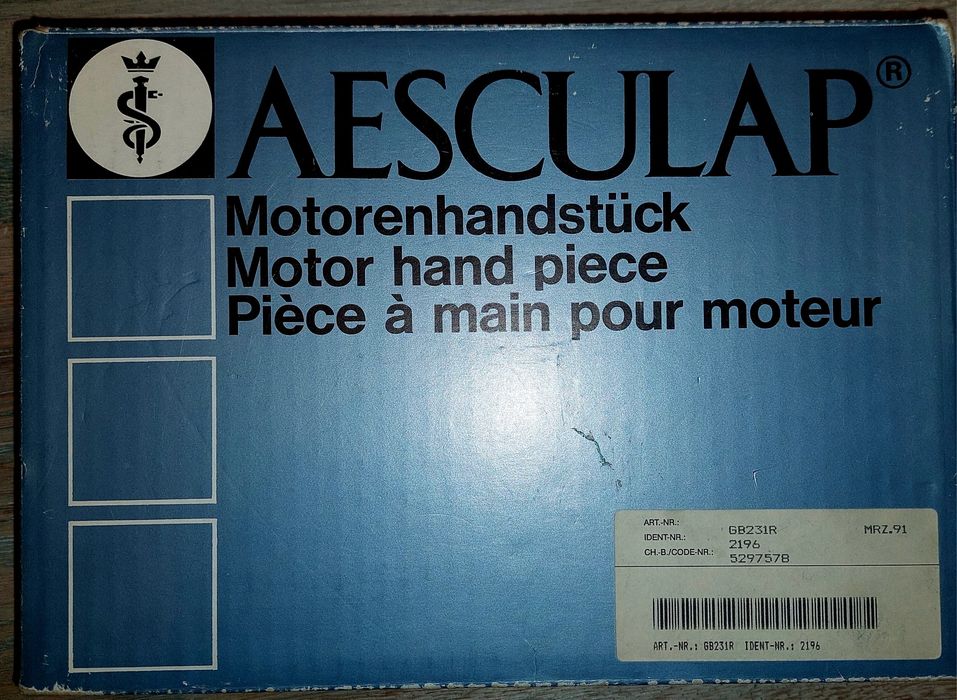 AESCULAP®
Motorenhandstück
Motor hand piece
Pièce à main pour moteur
ART.-NR.: GB231R MRZ.91
IDENT-NR.: 2196
CH.-B./CODE-NR.: 5297578
ART.-NR.: GB231R IDENT-NR.: 2196